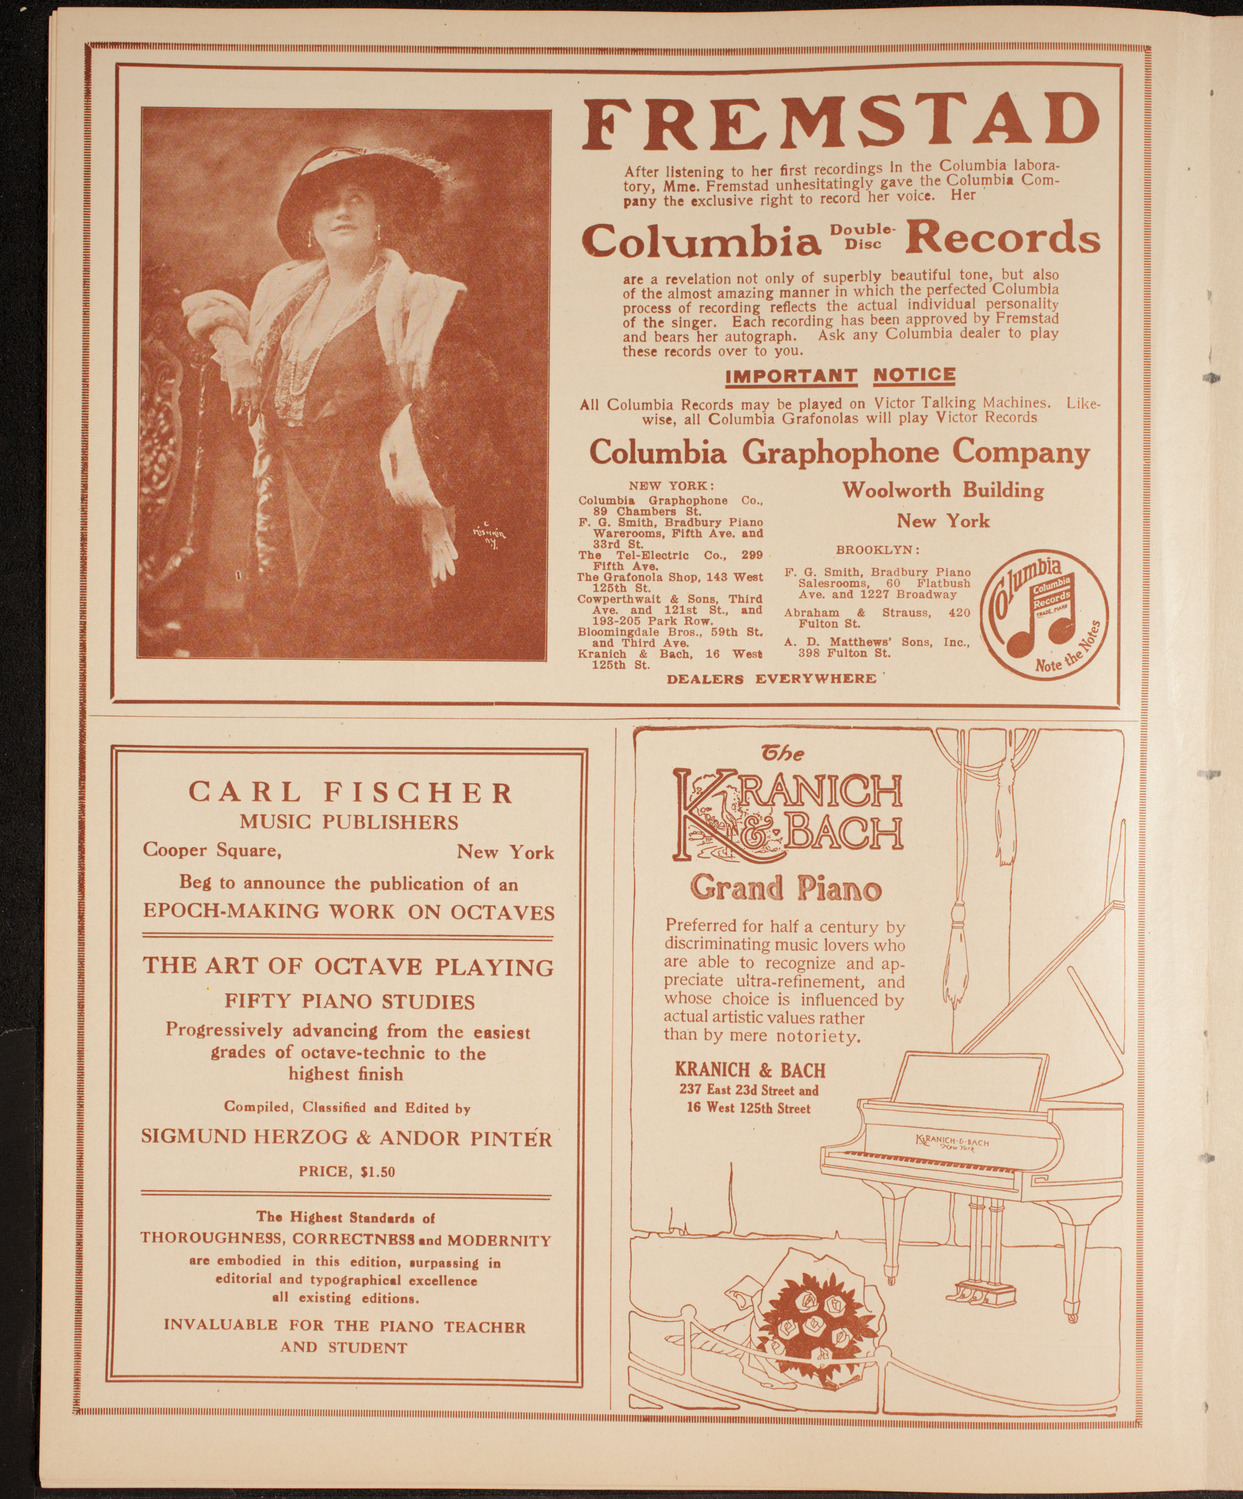 FREMSTAD
After listening to her first recordings In the Columbia labora-
tory, Mme. Fremstad unhesitatingly gave the Columbia Com-
pany the exclusive right to record her voice. Her
Columbia Double-Disc Records
are a revelation not only of superbly beautiful tone, but also
of the almost amazing manner in which the perfected Columbia
process of recording reflects the actual individual personality
of the singer. Each recording has been approved by Fremstad
and bears her autograph. Ask any Columbia dealer to play
these records over to you.
IMPORTANT NOTICE
All Columbia Records may be played on Victor Talking Machines. Like-
wise, all Columbia Grafonolas will play Victor Records
Columbia Graphophone Company
Woolworth Building
New York
NEW YORK:
Columbia Graphophone Co.,
89 Chambers St.
F. G. Smith, Bradbury Piano
Warerooms, Fifth Ave. and
33rd St.
The Tel-Electric Co., 299
Fifth Ave.
The Grafonola Shop, 143 West
125th St.
Cowperthwait & Sons, Third
Ave. and 121st St., and
193-205 Park Row.
Bloomingdale Bros., 59th St.
and Third Ave.
Kranich & Bach, 16 West
125th St.
BROOKLYN:
F. G. Smith, Bradbury Piano
Salesrooms, 60 Flatbush
Ave. and 1227 Broadway
Abraham & Strauss, 420
Fulton St.
A. D. Matthews' Sons, Inc.,
398 Fulton St.
DEALERS EVERYWHERE
Columbia
Columbia
Records
TRADE MARK
Note the Notes
CARL FISCHER
MUSIC PUBLISHERS
Cooper Square, New York
Beg to announce the publication of an
EPOCH-MAKING WORK ON OCTAVES
THE ART OF OCTAVE PLAYING
FIFTY PIANO STUDIES
Progressively advancing from the easiest
grades of octave-technic to the
highest finish
Compiled, Classified and Edited by
SIGMUND HERZOG & ANDOR PINTÉR
PRICE, $1.50
The Highest Standards of
THOROUGHNESS, CORRECTNESS and MODERNITY
are embodied in this edition, surpassing in
editorial and typographical excellence
all existing editions.
INVALUABLE FOR THE PIANO TEACHER
AND STUDENT
The
KRANICH
& BACH
Grand Piano
Preferred for half a century by
discriminating music lovers who
are able to recognize and ap-
preciate ultra-refinement, and
whose choice is influenced by
actual artistic values rather
than by mere notoriety.
KRANICH & BACH
237 East 23d Street and
16 West 125th Street
KRANICH & BACH
New York